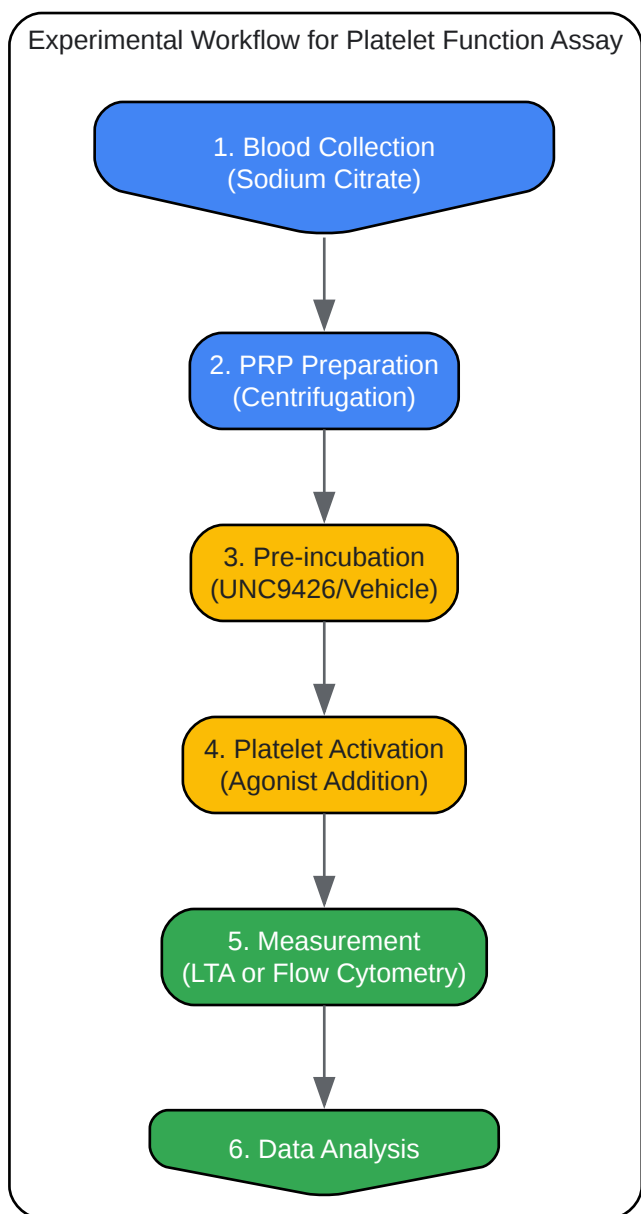 Experimental Workflow for Platelet Function Assay
1. Blood Collection
(Sodium Citrate)
2. PRP Preparation
(Centrifugation)
3. Pre-incubation
(UNC9426/Vehicle)
4. Platelet Activation
(Agonist Addition)
5. Measurement
(LTA or Flow Cytometry)
6. Data Analysis